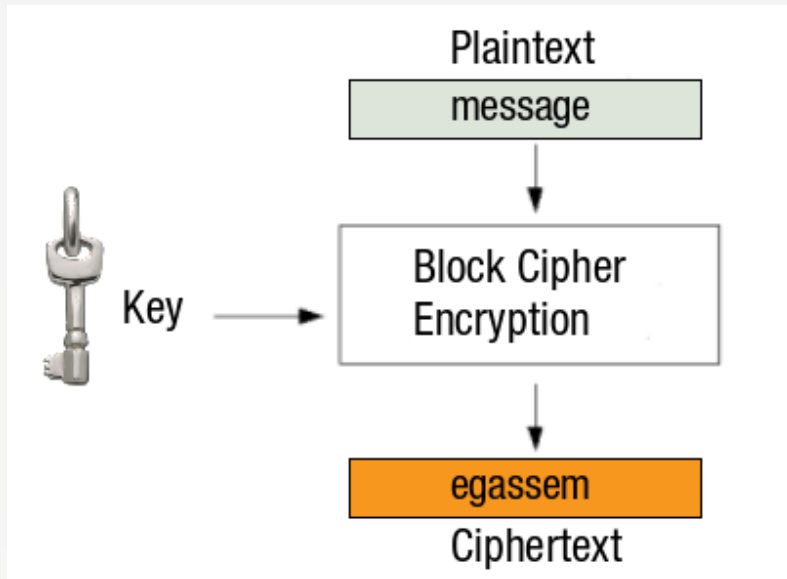 Plaintext
message
Key
Block Cipher
Encryption
egassem
Ciphertext